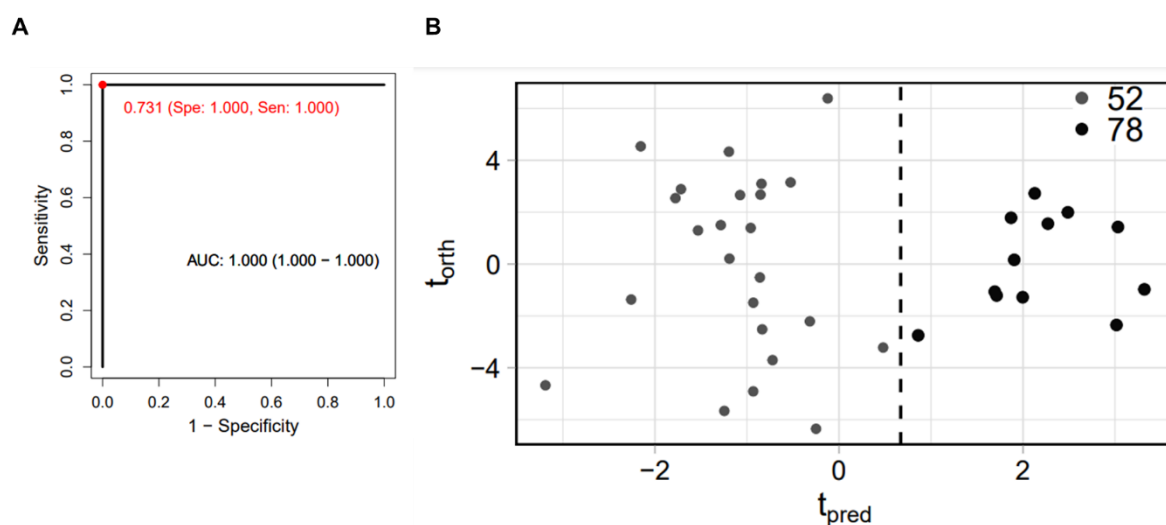 A
B
1.0
0.8
0.6
0.4
0.2
0.0
Sensitivity
0.731 (Spe: 1.000, Sen: 1.000)
AUC: 1.000 (1.000 − 1.000)
0.0 0.2 0.4 0.6 0.8 1.0
1 − Specificity
52
78
4
0
−4
torth
−2 0 2
tpred